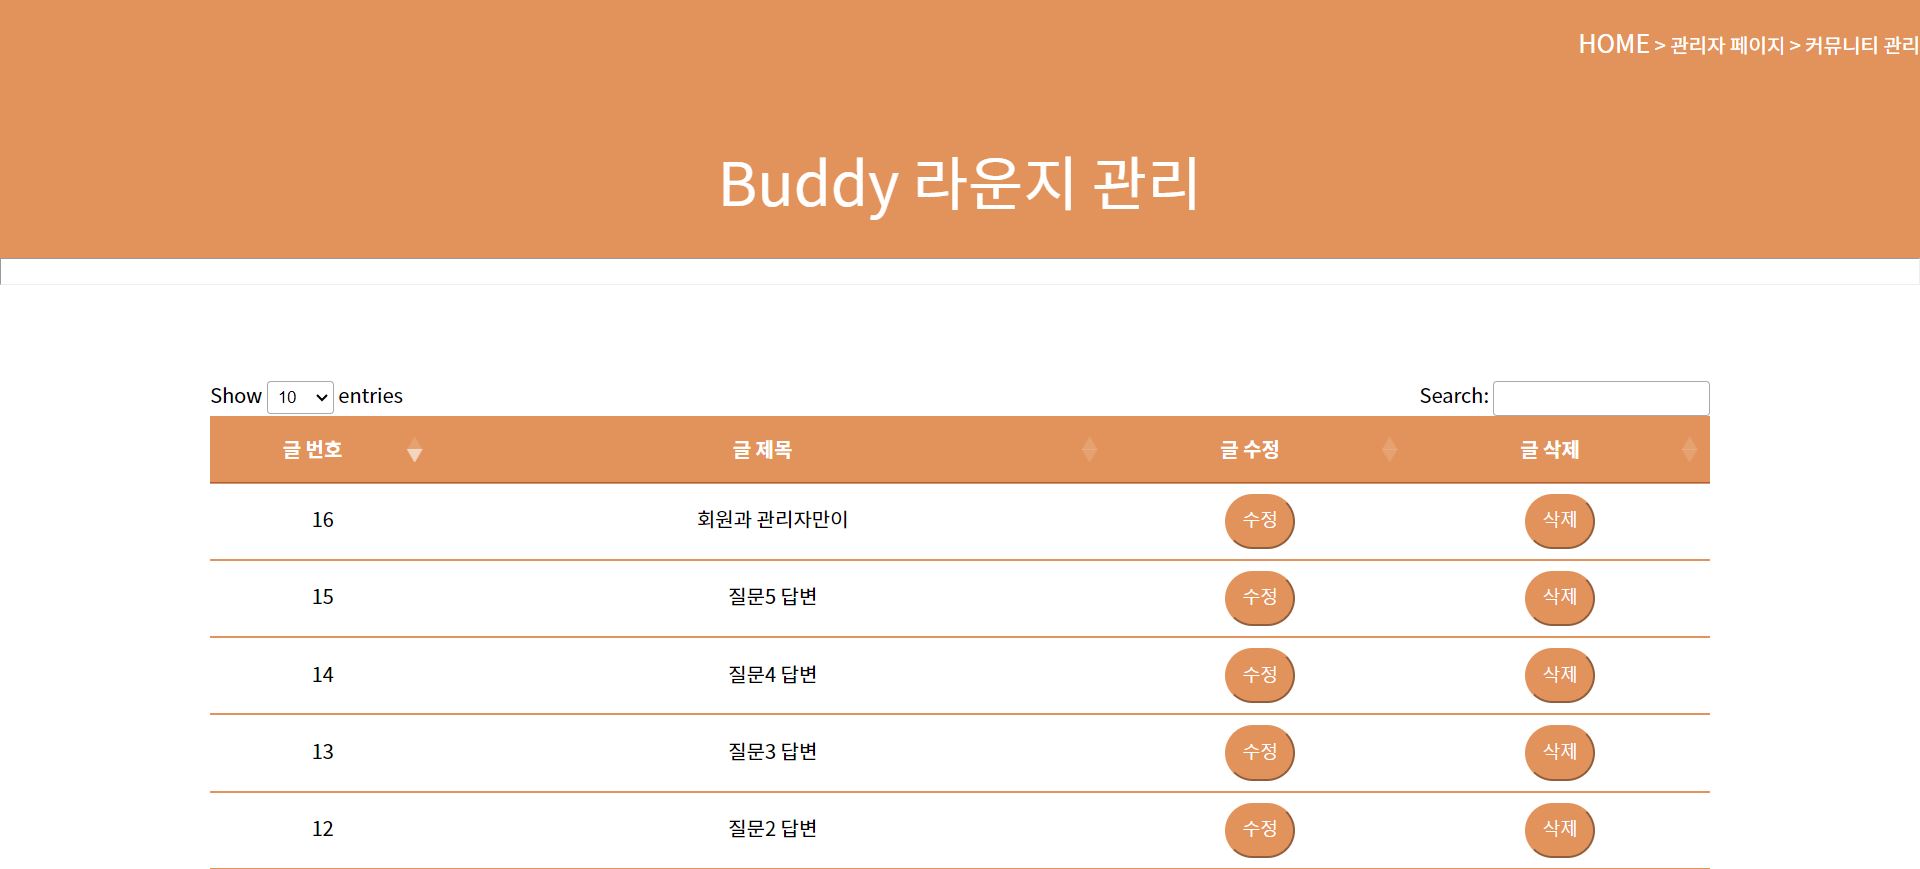 HOME > 관리자 페이지 > 커뮤니티 관리
Buddy 라운지 관리
Show 10 entries Search:
글 번호 글 제목 글 수정 글 삭제
16 회원과 관리자만이 수정 삭제
15 질문5 답변 수정 삭제
14 질문4 답변 수정 삭제
13 질문3 답변 수정 삭제
12 질문2 답변 수정 삭제